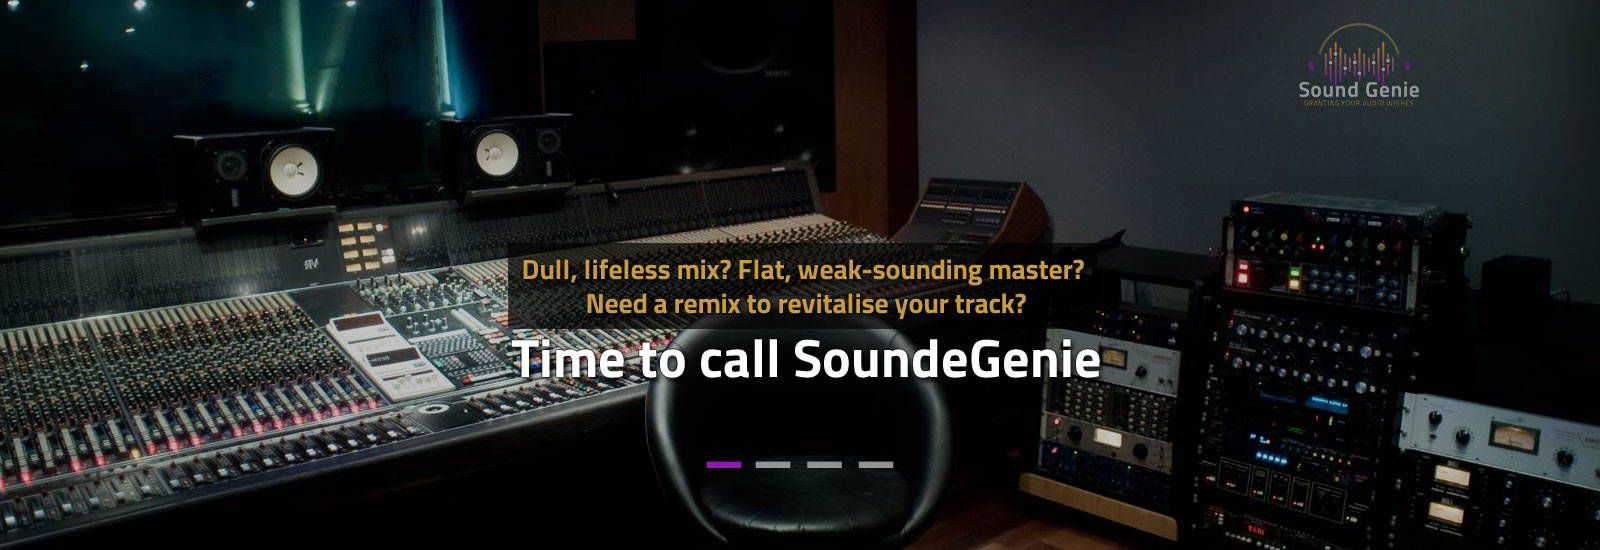 Sound Genie
GRANTING YOUR AUDIO WISHES
Dull, lifeless mix? Flat, weak-sounding master?
Need a remix to revitalise your track?
Time to call SoundeGenie